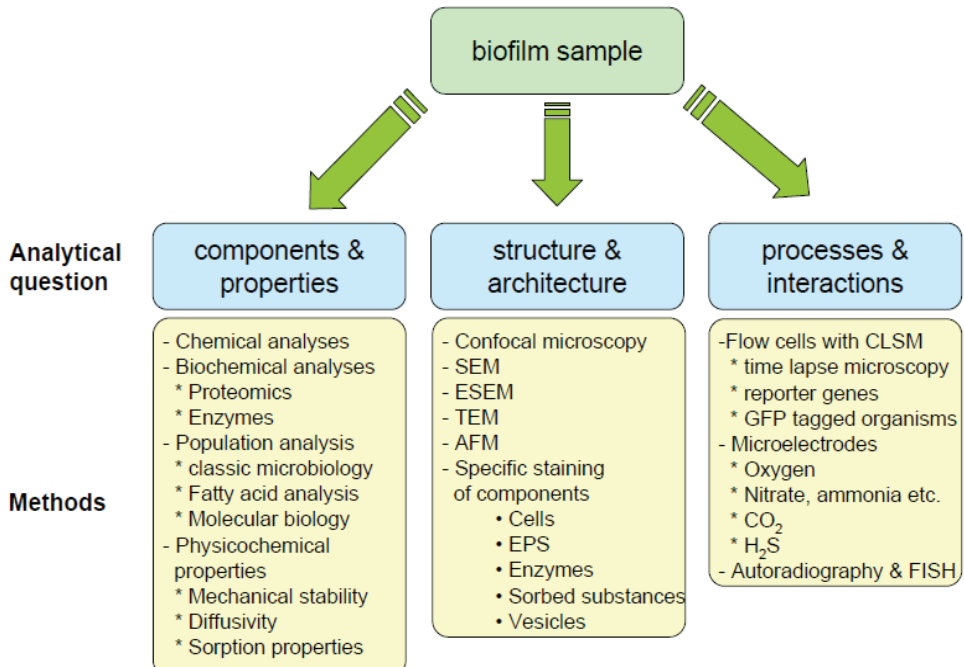 biofilm sample
Analytical
question
components &
properties
structure &
architecture
processes &
interactions
Methods
- Chemical analyses
- Biochemical analyses
* Proteomics
* Enzymes
- Population analysis
* classic microbiology
* Fatty acid analysis
* Molecular biology
- Physicochemical
properties
* Mechanical stability
* Diffusivity
* Sorption properties
- Confocal microscopy
- SEM
- ESEM
- TEM
- AFM
- Specific staining
of components
• Cells
• EPS
• Enzymes
• Sorbed substances
• Vesicles
-Flow cells with CLSM
* time lapse microscopy
* reporter genes
* GFP tagged organisms
- Microelectrodes
* Oxygen
* Nitrate, ammonia etc.
* CO₂
* H₂S
- Autoradiography & FISH